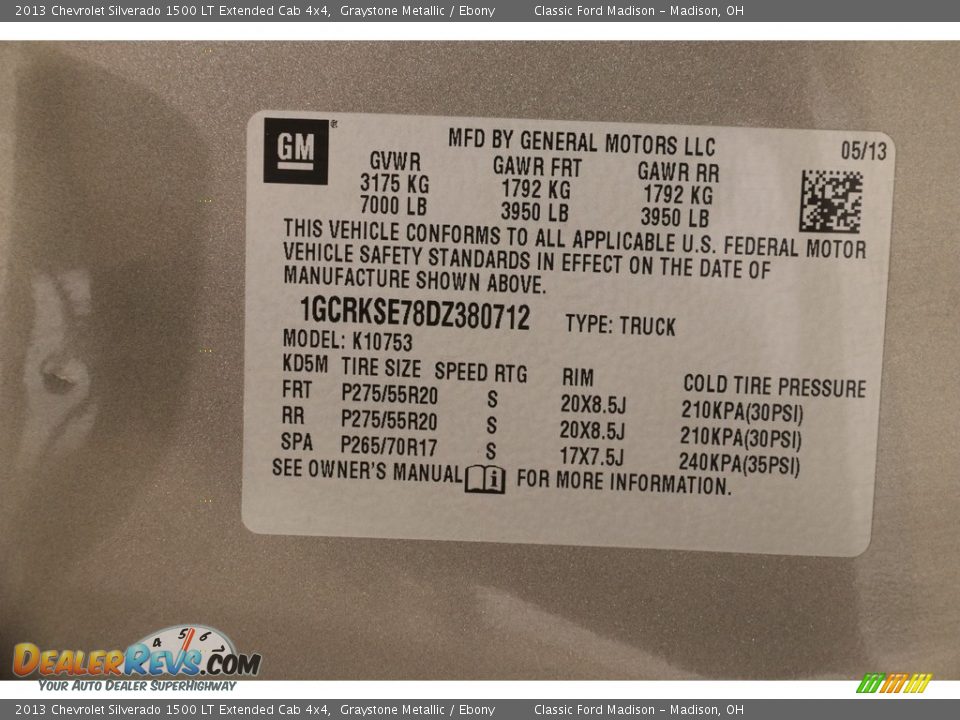 2013 Chevrolet Silverado 1500 LT Extended Cab 4x4, Graystone Metallic / Ebony Classic Ford Madison - Madison, OH
GM® MFD BY GENERAL MOTORS LLC 05/13
GVWR GAWR FRT GAWR RR
3175 KG 1792 KG 1792 KG
7000 LB 3950 LB 3950 LB
THIS VEHICLE CONFORMS TO ALL APPLICABLE U.S. FEDERAL MOTOR
VEHICLE SAFETY STANDARDS IN EFFECT ON THE DATE OF
MANUFACTURE SHOWN ABOVE.
1GCRKSE78DZ380712 TYPE: TRUCK
MODEL: K10753
KD5M TIRE SIZE SPEED RTG RIM COLD TIRE PRESSURE
FRT P275/55R20 S 20X8.5J 210KPA(30PSI)
RR P275/55R20 S 20X8.5J 210KPA(30PSI)
SPA P265/70R17 S 17X7.5J 240KPA(35PSI)
SEE OWNER'S MANUAL i FOR MORE INFORMATION.
4 5 6 7
DealerRevs.com
Your Auto Dealer SuperHighway
2013 Chevrolet Silverado 1500 LT Extended Cab 4x4, Graystone Metallic / Ebony Classic Ford Madison - Madison, OH